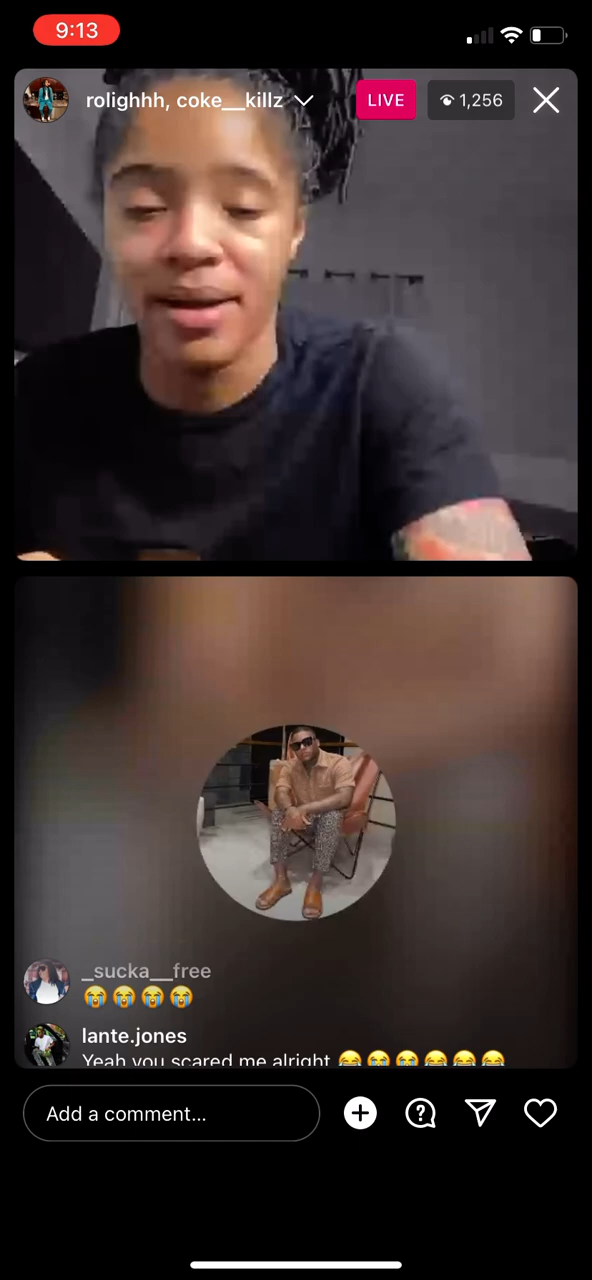 9:13
rolighhh, coke__killz
LIVE
1,256
_sucka__free
😭😭😭😭
lante.jones
Yeah you scared me alright 😂😭😭😂😂😂
Add a comment...